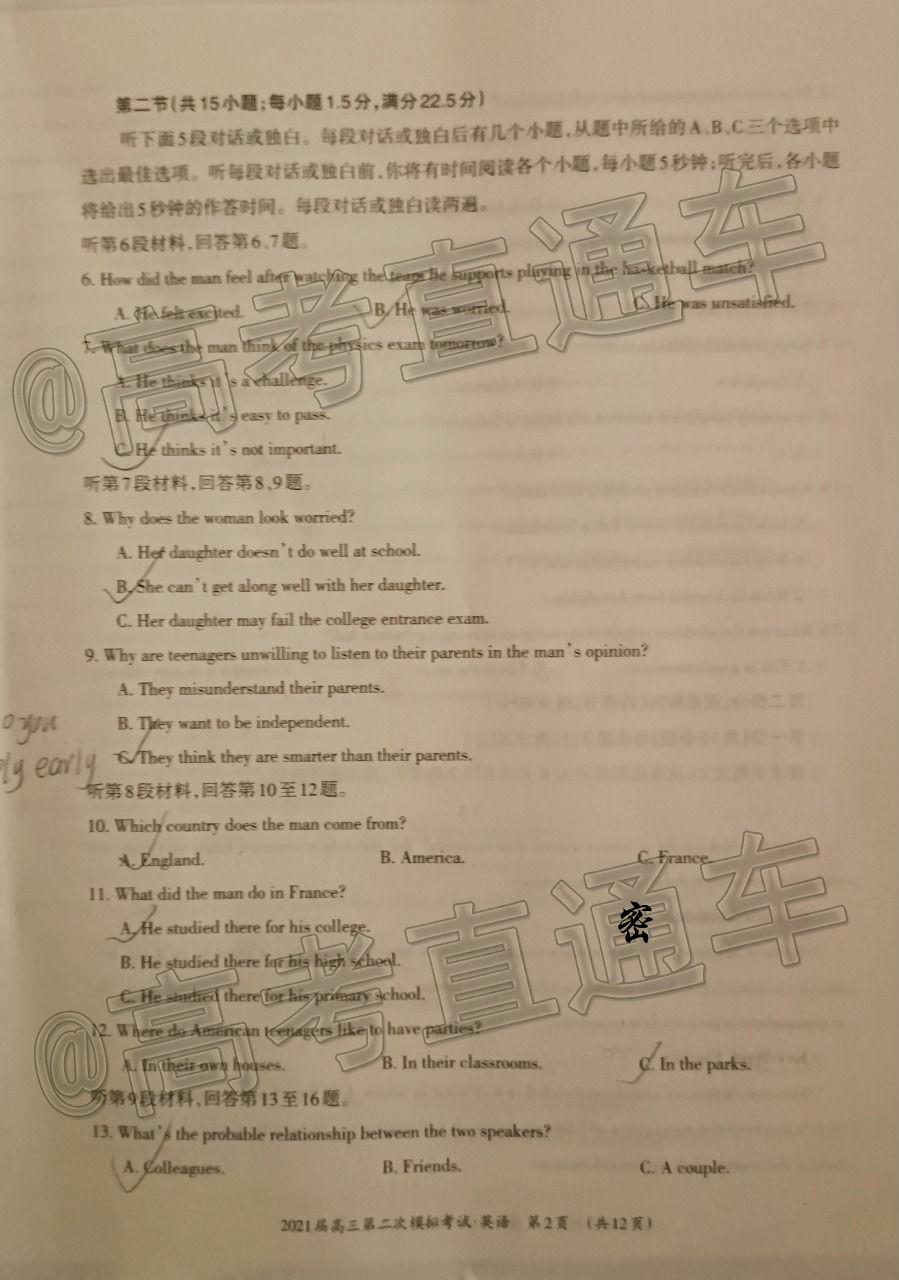 第二节(共15小题;每小题1.5分,满分22.5分)
听下面5段对话或独白。每段对话或独白后有几个小题,从题中所给的A、B、C三个选项中
选出最佳选项。听每段对话或独白前,你将有时间阅读各个小题,每小题5秒钟;听完后,各小题
将给出5秒钟的作答时间。每段对话或独白读两遍。
听第6段材料,回答第6、7题。
6. How did the man feel after watching the team he supports playing in the basketball match?
A. He felt excited. B. He was worried. C. He was unsatisfied.
7. What does the man think of the physics exam tomorrow?
A. He thinks it's a challenge.
B. He thinks it's easy to pass.
C. He thinks it's not important.
听第7段材料,回答第8、9题。
8. Why does the woman look worried?
A. Her daughter doesn't do well at school.
B. She can't get along well with her daughter.
C. Her daughter may fail the college entrance exam.
9. Why are teenagers unwilling to listen to their parents in the man's opinion?
A. They misunderstand their parents.
B. They want to be independent.
C. They think they are smarter than their parents.
early
听第8段材料,回答第10至12题。
10. Which country does the man come from?
A. England. B. America. C. France.
11. What did the man do in France?
A. He studied there for his college.
密
B. He studied there for his high school.
C. He studied there for his primary school.
12. Where do American teenagers like to have parties?
A. In their own houses. B. In their classrooms. C. In the parks.
听第9段材料,回答第13至16题。
13. What's the probable relationship between the two speakers?
A. Colleagues. B. Friends. C. A couple.
2021届高三第二次模拟考试·英语 第2页 (共12页)
@高考直通车
@高考直通车